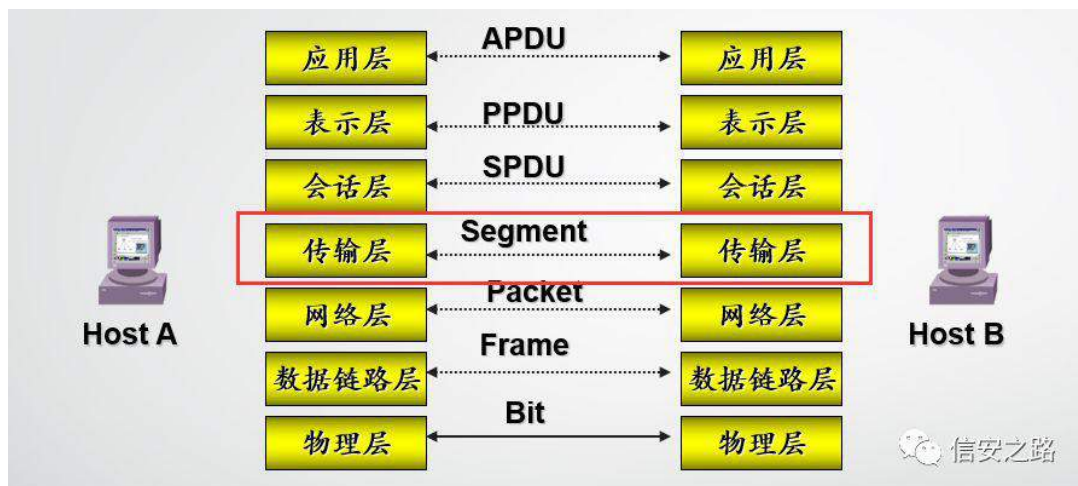 应用层 APDU 应用层
表示层 PPDU 表示层
会话层 SPDU 会话层
传输层 Segment 传输层
网络层 Packet 网络层
Host A
Host B
数据链路层 Frame 数据链路层
物理层 Bit 物理层
信安之路